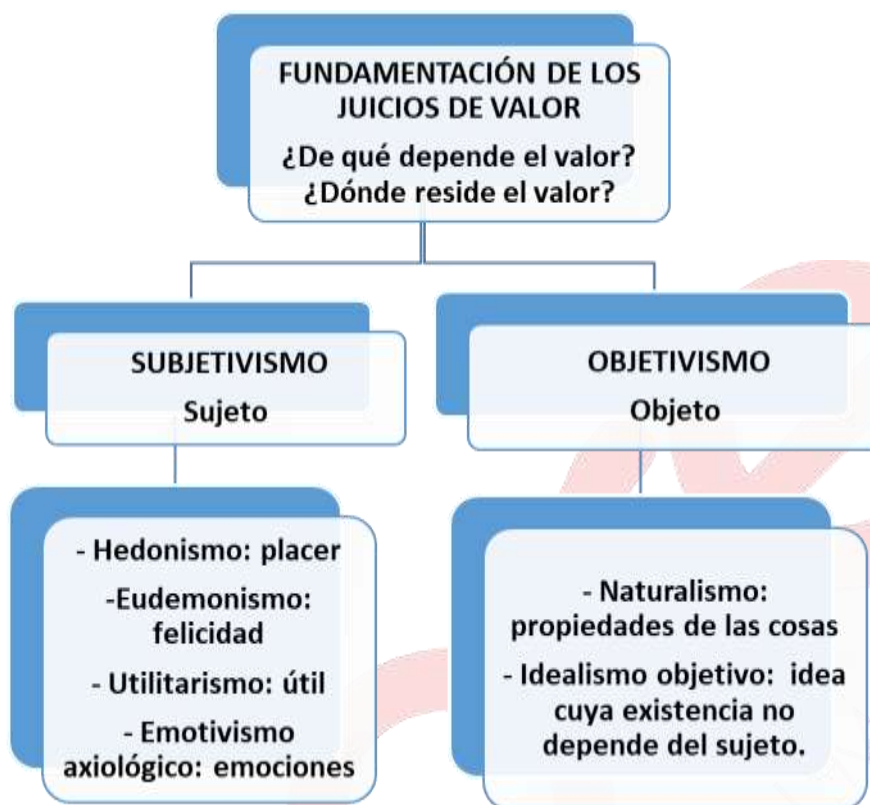 FUNDAMENTACIÓN DE LOS
JUICIOS DE VALOR
¿De qué depende el valor?
¿Dónde reside el valor?
SUBJETIVISMO
Sujeto
OBJETIVISMO
Objeto
- Hedonismo: placer
-Eudemonismo:
felicidad
- Utilitarismo: útil
- Emotivismo
axiológico: emociones
- Naturalismo:
propiedades de las cosas
- Idealismo objetivo: idea
cuya existencia no
depende del sujeto.